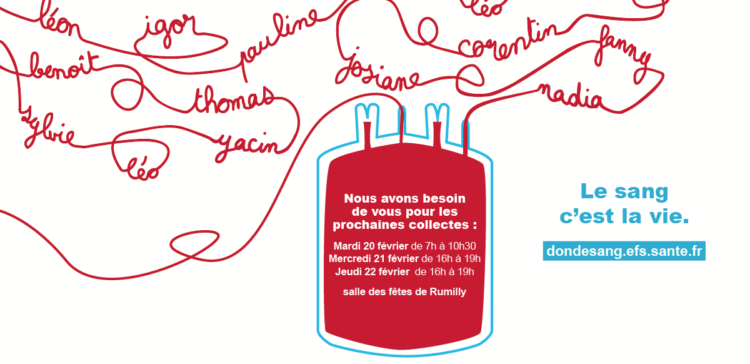 léo
léon
igor
pauline
corentin
fanny
benoît
josiane
thomas
nadia
sylvie
yacin
léo
Nous avons besoin
de vous pour les
prochaines collectes :
Mardi 20 février de 7h à 10h30
Mercredi 21 février de 16h à 19h
Jeudi 22 février de 16h à 19h
salle des fêtes de Rumilly
Le sang
c’est la vie.
dondesang.efs.sante.fr